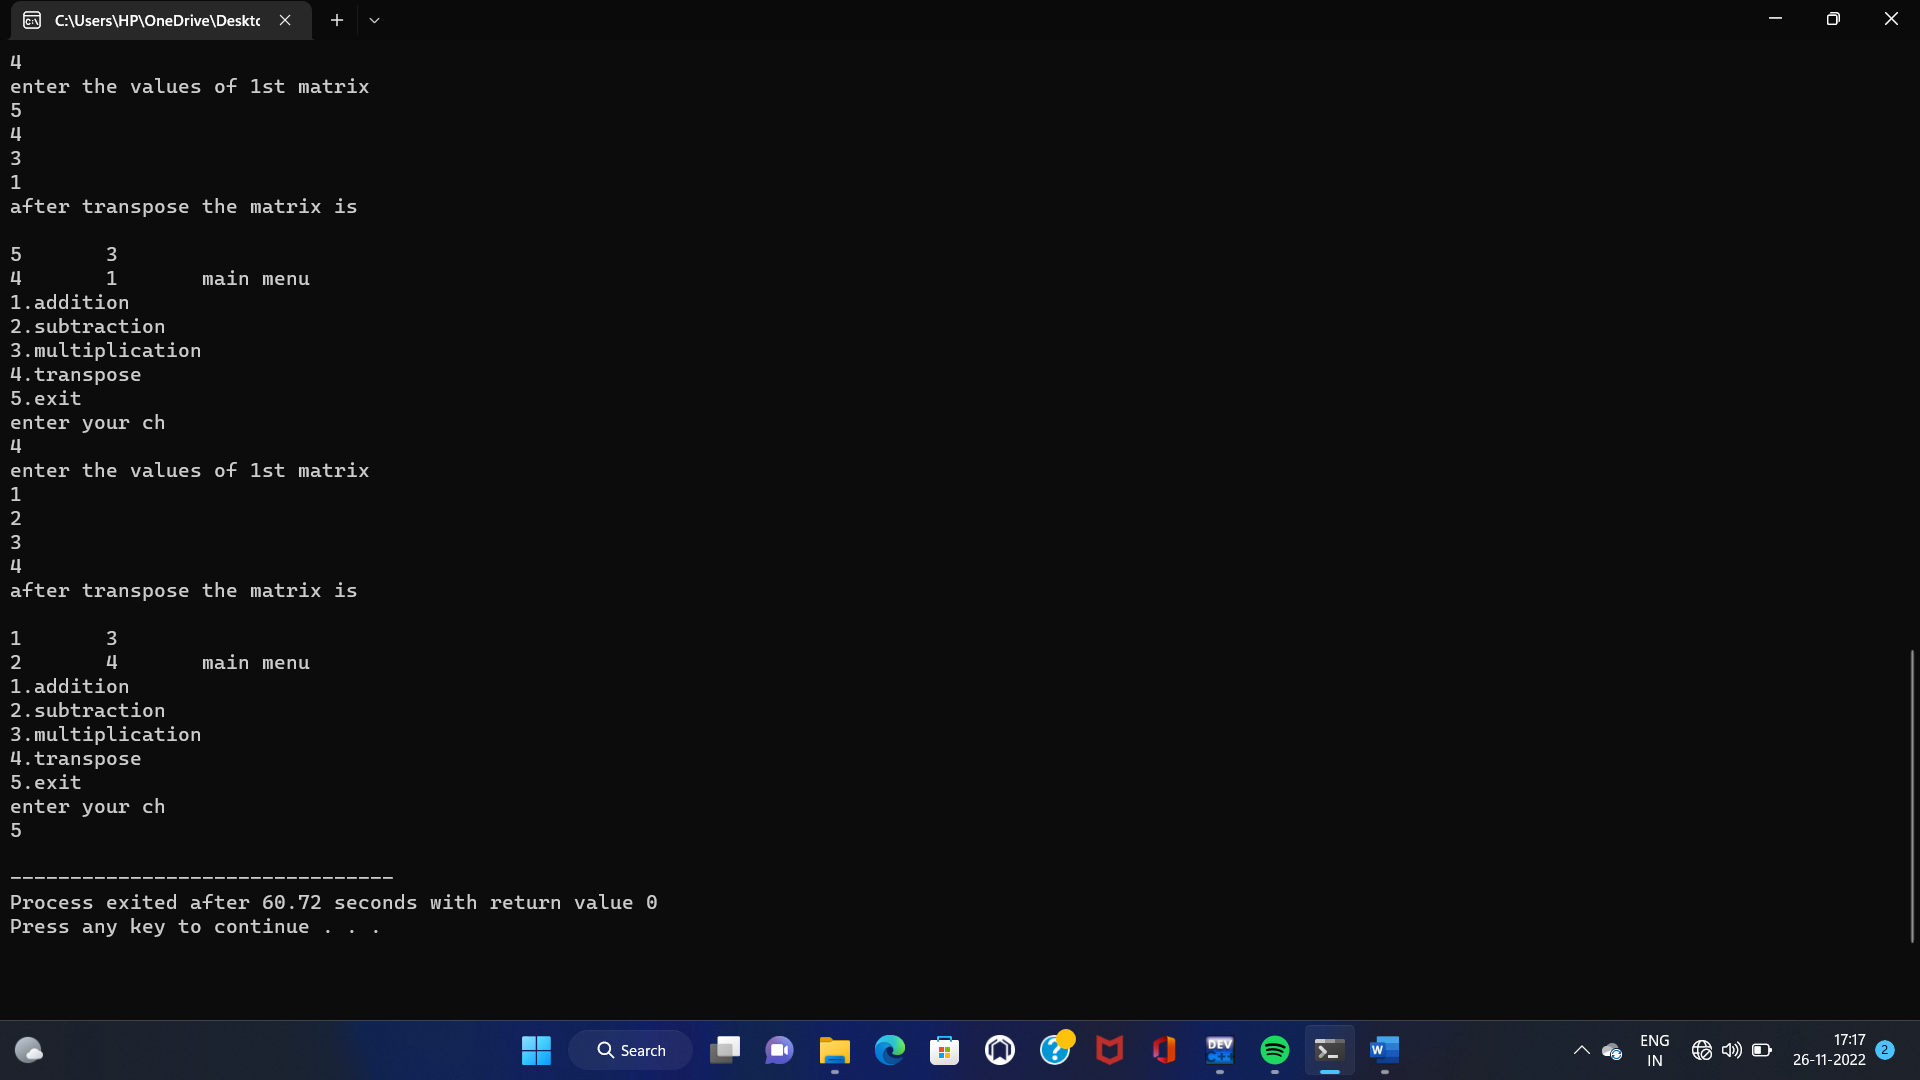 C:\Users\HP\OneDrive\Deskto
4
enter the values of 1st matrix
5
4
3
1
after transpose the matrix is
5 3
4 1 main menu
1.addition
2.subtraction
3.multiplication
4.transpose
5.exit
enter your ch
4
enter the values of 1st matrix
1
2
3
4
after transpose the matrix is
1 3
2 4 main menu
1.addition
2.subtraction
3.multiplication
4.transpose
5.exit
enter your ch
5
--------------------------------
Process exited after 60.72 seconds with return value 0
Press any key to continue . . .
Search
DEV
C++
W
ENG
IN
17:17
26-11-2022
2